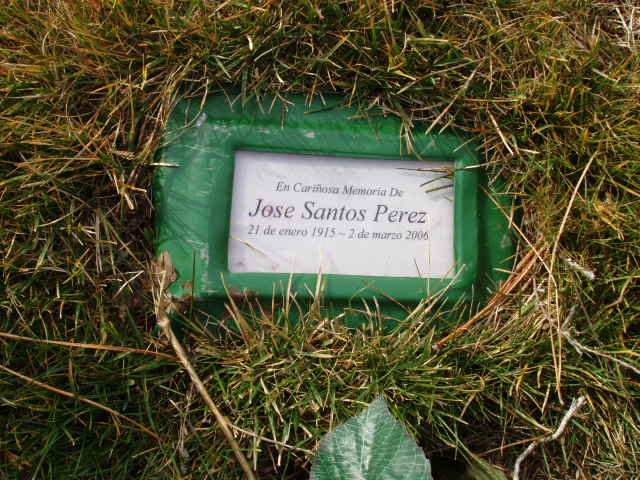 En Cariñosa Memoria De
Jose Santos Perez
21 de enero 1915 ~ 2 de marzo 2006